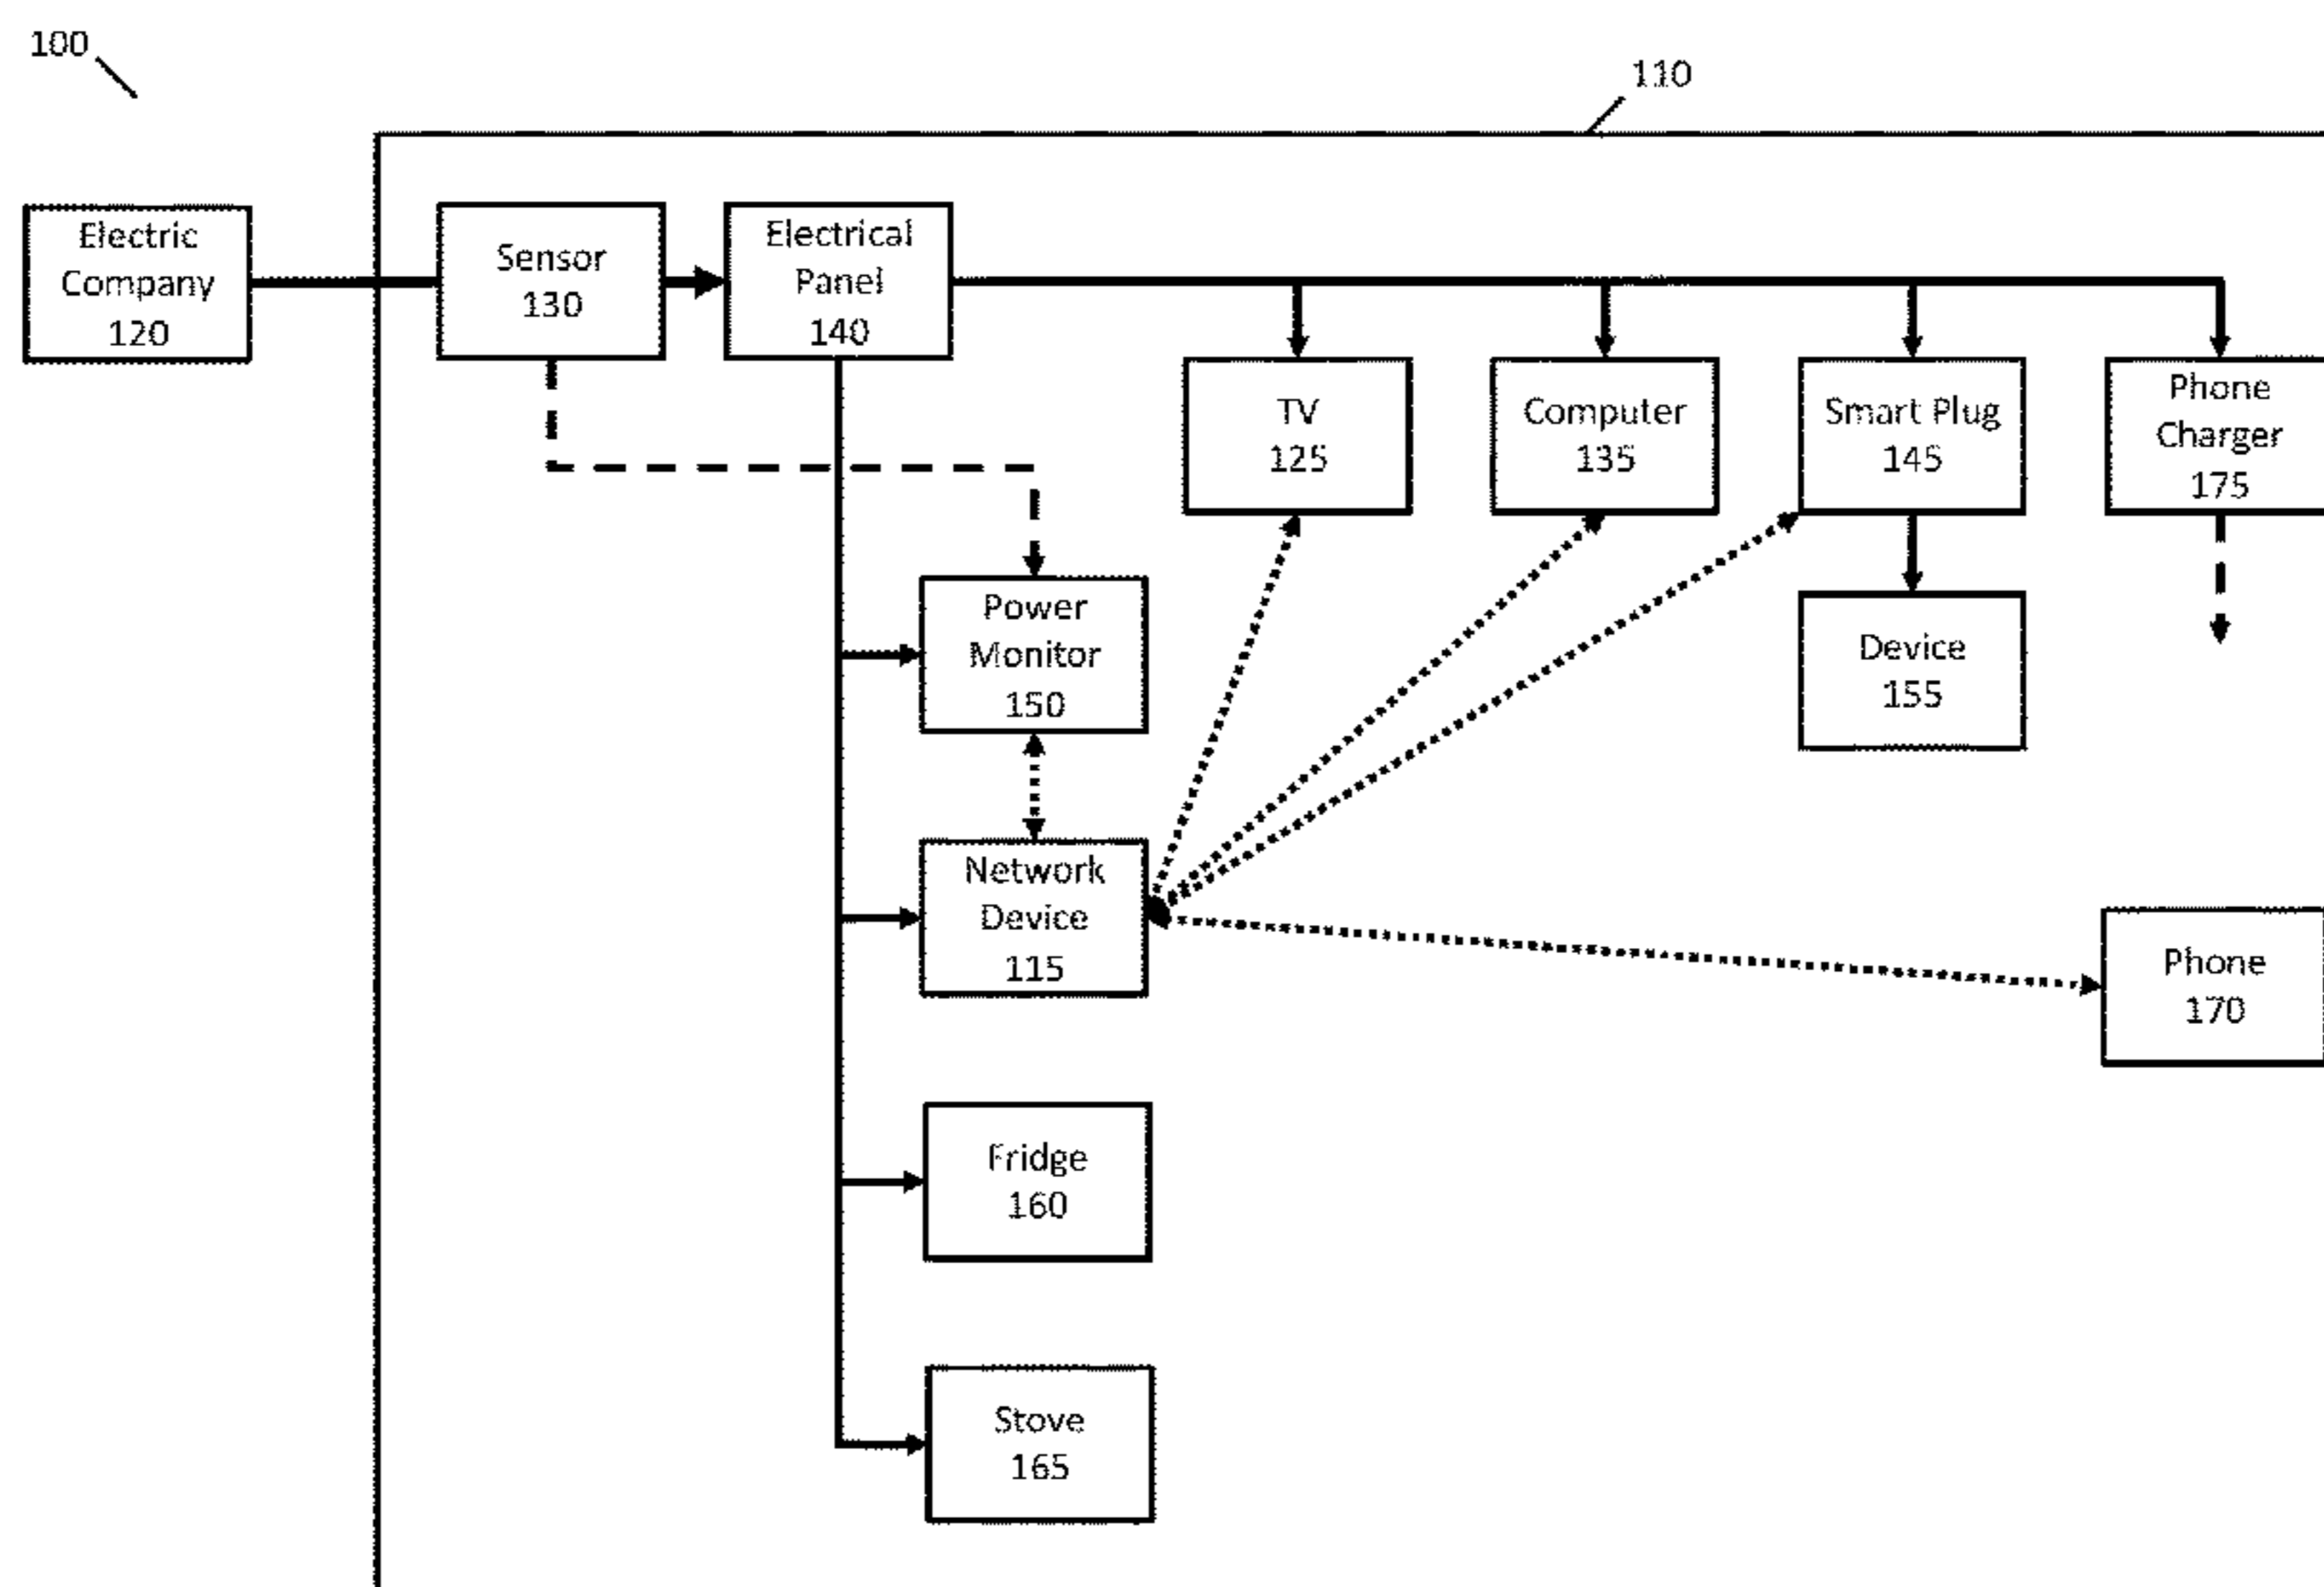 100
110
Electric
Company
120
Sensor
130
Electrical
Panel
140
TV
125
Computer
135
Smart Plug
145
Phone
Charger
175
Power
Monitor
150
Device
155
Network
Device
115
Phone
170
Fridge
160
Stove
165